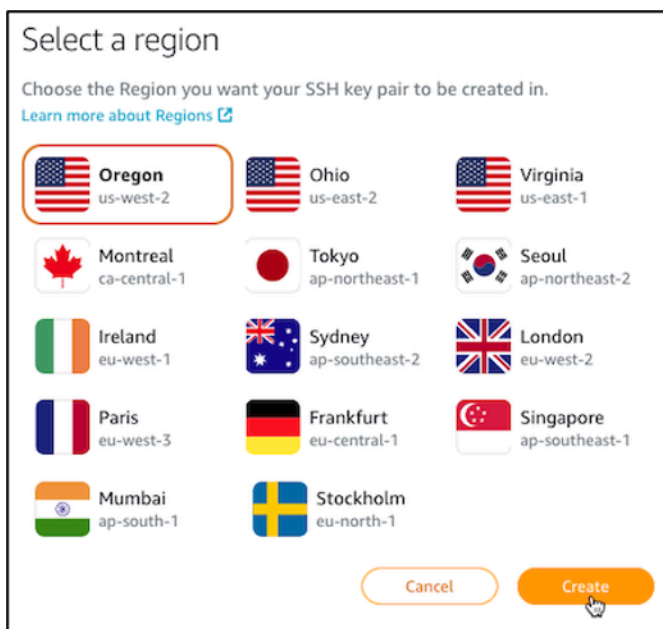 Select a region
Choose the Region you want your SSH key pair to be created in.
Learn more about Regions
Oregon
us-west-2
Ohio
us-east-2
Virginia
us-east-1
Montreal
ca-central-1
Tokyo
ap-northeast-1
Seoul
ap-northeast-2
Ireland
eu-west-1
Sydney
ap-southeast-2
London
eu-west-2
Paris
eu-west-3
Frankfurt
eu-central-1
Singapore
ap-southeast-1
Mumbai
ap-south-1
Stockholm
eu-north-1
Cancel
Create